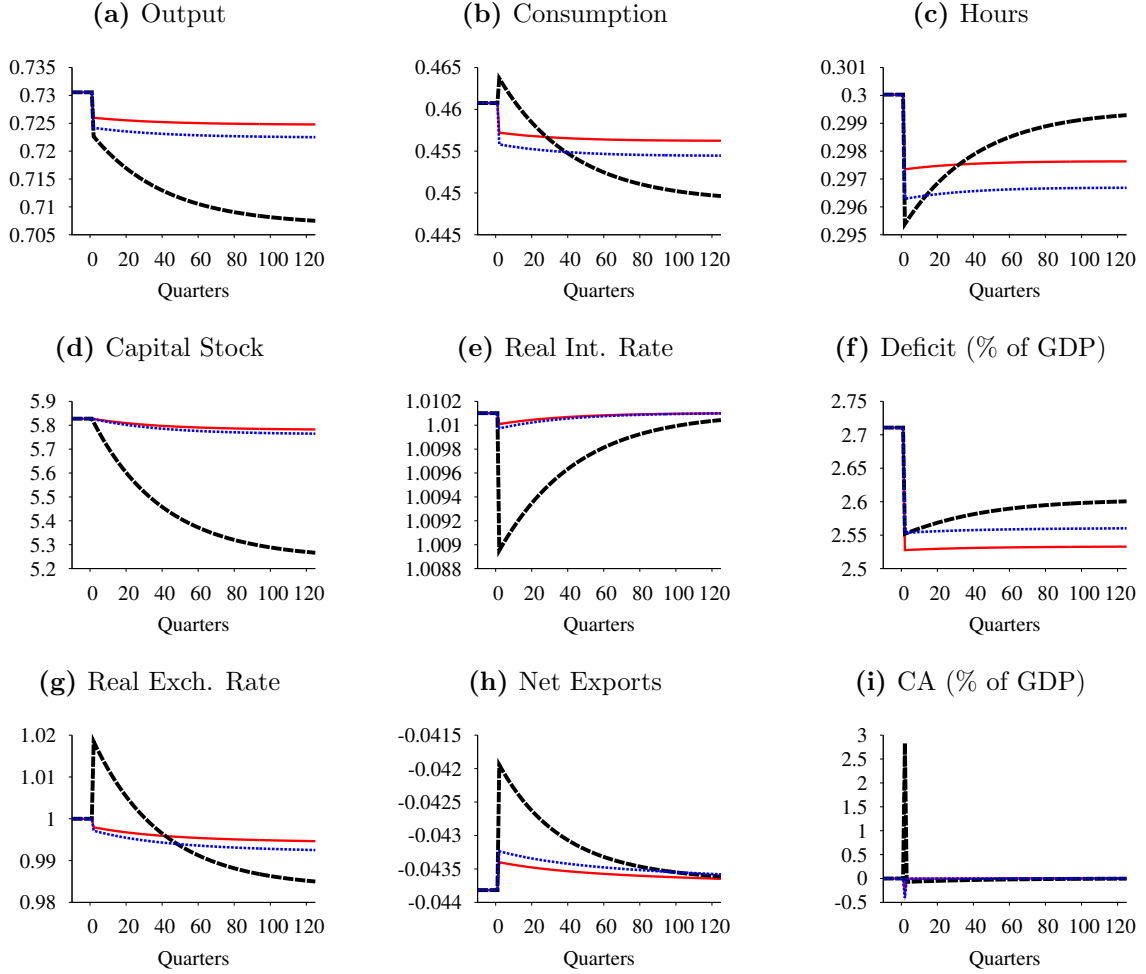 (a) Output
(b) Consumption
(c) Hours
0.735
0.73
0.725
0.72
0.715
0.71
0.705
0 20 40 60 80 100 120
Quarters
0.465
0.46
0.455
0.45
0.445
0 20 40 60 80 100 120
Quarters
0.301
0.3
0.299
0.298
0.297
0.296
0.295
0 20 40 60 80 100 120
Quarters
(d) Capital Stock
(e) Real Int. Rate
(f) Deficit (% of GDP)
5.9
5.8
5.7
5.6
5.5
5.4
5.3
5.2
0 20 40 60 80 100 120
Quarters
1.0102
1.01
1.0098
1.0096
1.0094
1.0092
1.009
1.0088
0 20 40 60 80 100 120
Quarters
2.75
2.7
2.65
2.6
2.55
2.5
0 20 40 60 80 100 120
Quarters
(g) Real Exch. Rate
(h) Net Exports
(i) CA (% of GDP)
1.02
1.01
1
0.99
0.98
0 20 40 60 80 100 120
Quarters
-0.0415
-0.042
-0.0425
-0.043
-0.0435
-0.044
0 20 40 60 80 100 120
Quarters
3
2.5
2
1.5
1
0.5
0
-0.5
0 20 40 60 80 100 120
Quarters